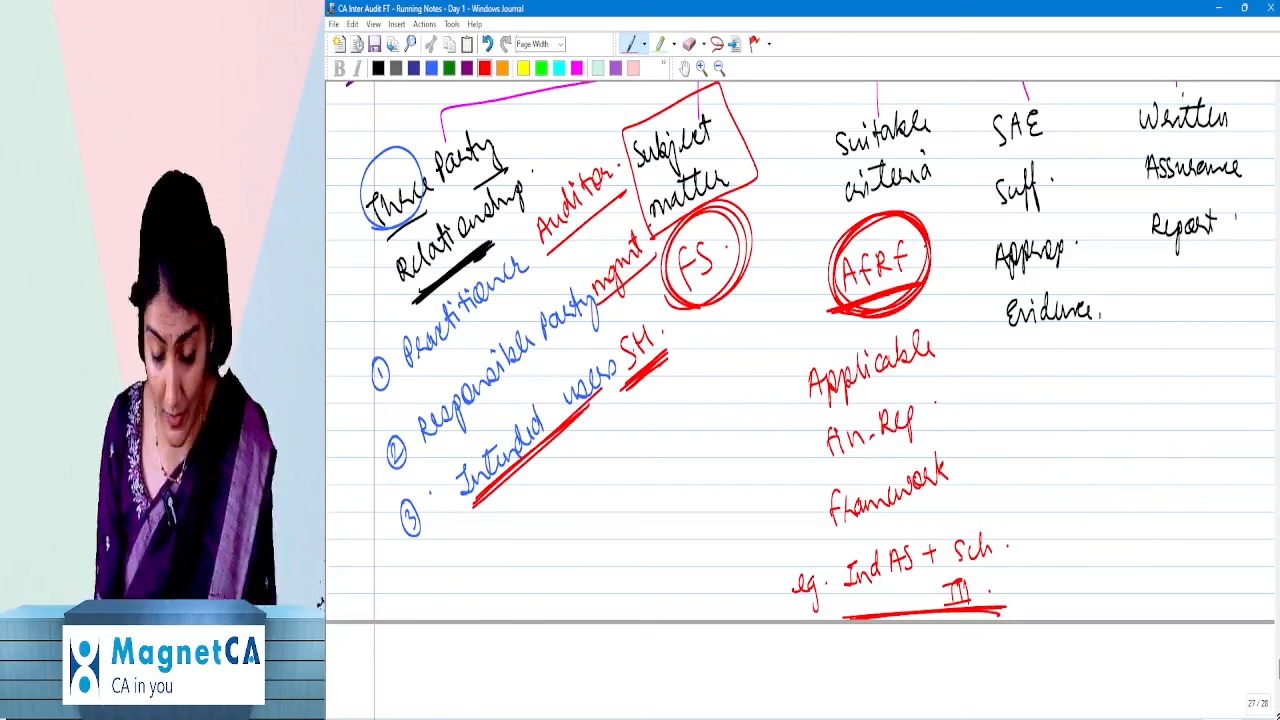 CA Inter Audit FT - Running Notes - Day 1 - Windows Journal
File Edit View Insert Actions Tools Help
Page Width
B I
Three Party
Relationship.
① Practitioner Auditor.
② Responsible Party mgmt
③ Intended users SH.
Subject
matter
FS
Suitable
criteria
AFRF
Applicable
fin. Rep.
framework
eg. Ind AS + Sch.
III.
SAE
Suff.
Approp.
Evidence.
Written
Assurance
Report
27 / 28
MagnetCA
CA in you